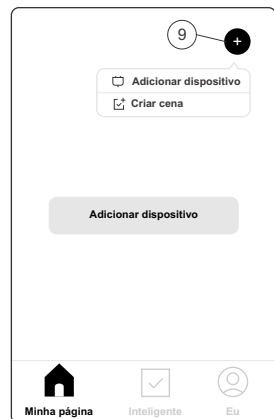 9
+
Adicionar dispositivo
Criar cena
Adicionar dispositivo
Minha página Inteligente Eu